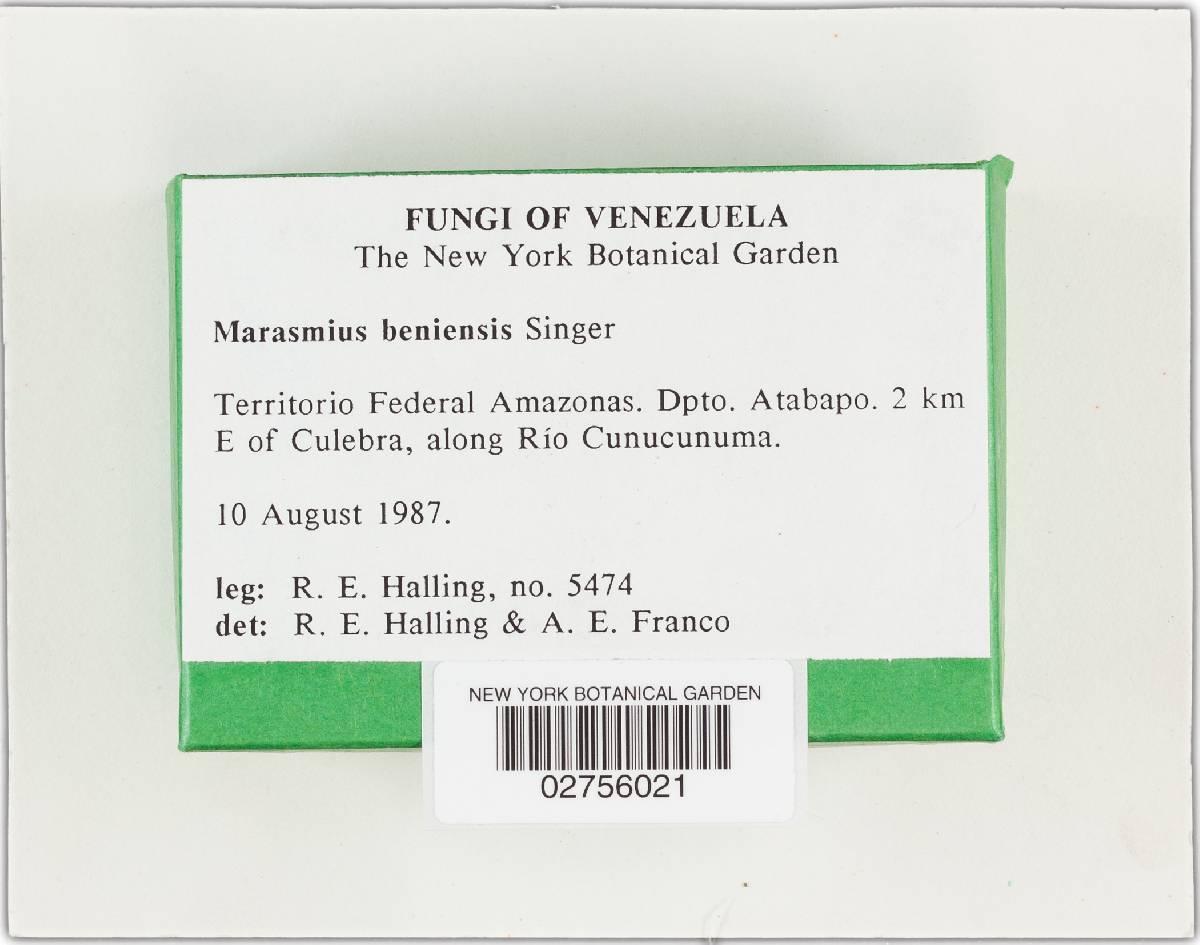 FUNGI OF VENEZUELA
The New York Botanical Garden
Marasmius beniensis Singer
Territorio Federal Amazonas. Dpto. Atabapo. 2 km
E of Culebra, along Río Cunucunuma.
10 August 1987.
leg: R. E. Halling, no. 5474
det: R. E. Halling & A. E. Franco
NEW YORK BOTANICAL GARDEN
02756021